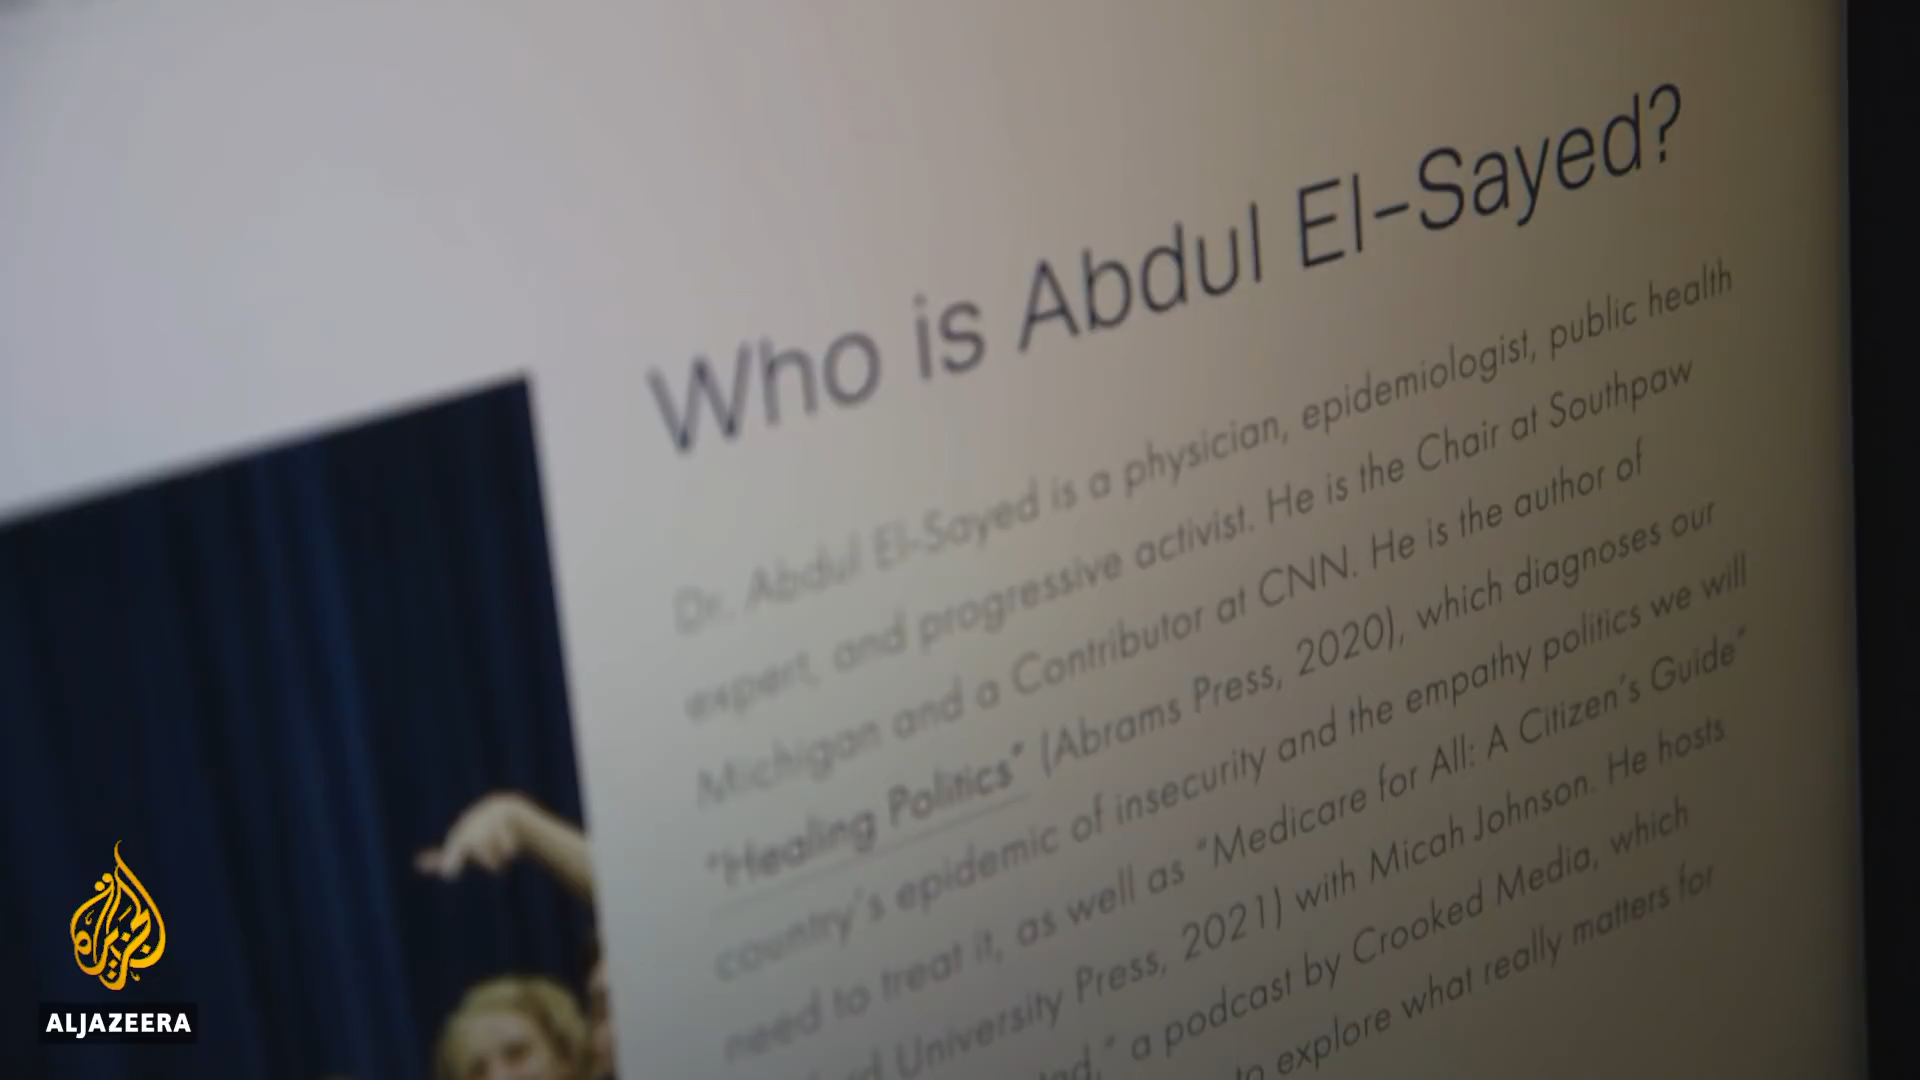 Who is Abdul El-Sayed?
Dr. Abdul El-Sayed is a physician, epidemiologist, public health
expert, and progressive activist. He is the Chair at Southpaw
Michigan and a Contributor at CNN. He is the author of
"Healing Politics" (Abrams Press, 2020), which diagnoses our
country's epidemic of insecurity and the empathy politics we will
need to treat it, as well as "Medicare for All: A Citizen's Guide"
University Press, 2021) with Micah Johnson. He hosts
a podcast by Crooked Media, which
to explore what really matters for
الجزيرة
ALJAZEERA